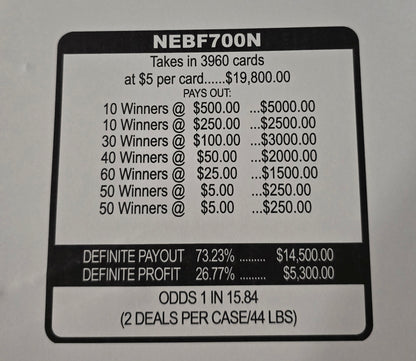 NEBF700N
Takes in 3960 cards
at $5 per card......$19,800.00
PAYS OUT:
10 Winners @ $500.00 ...$5000.00
10 Winners @ $250.00 ...$2500.00
30 Winners @ $100.00 ...$3000.00
40 Winners @ $50.00 ...$2000.00
60 Winners @ $25.00 ...$1500.00
50 Winners @ $5.00 ...$250.00
50 Winners @ $5.00 ...$250.00
DEFINITE PAYOUT 73.23% ......... $14,500.00
DEFINITE PROFIT 26.77% ......... $5,300.00
ODDS 1 IN 15.84
(2 DEALS PER CASE/44 LBS)